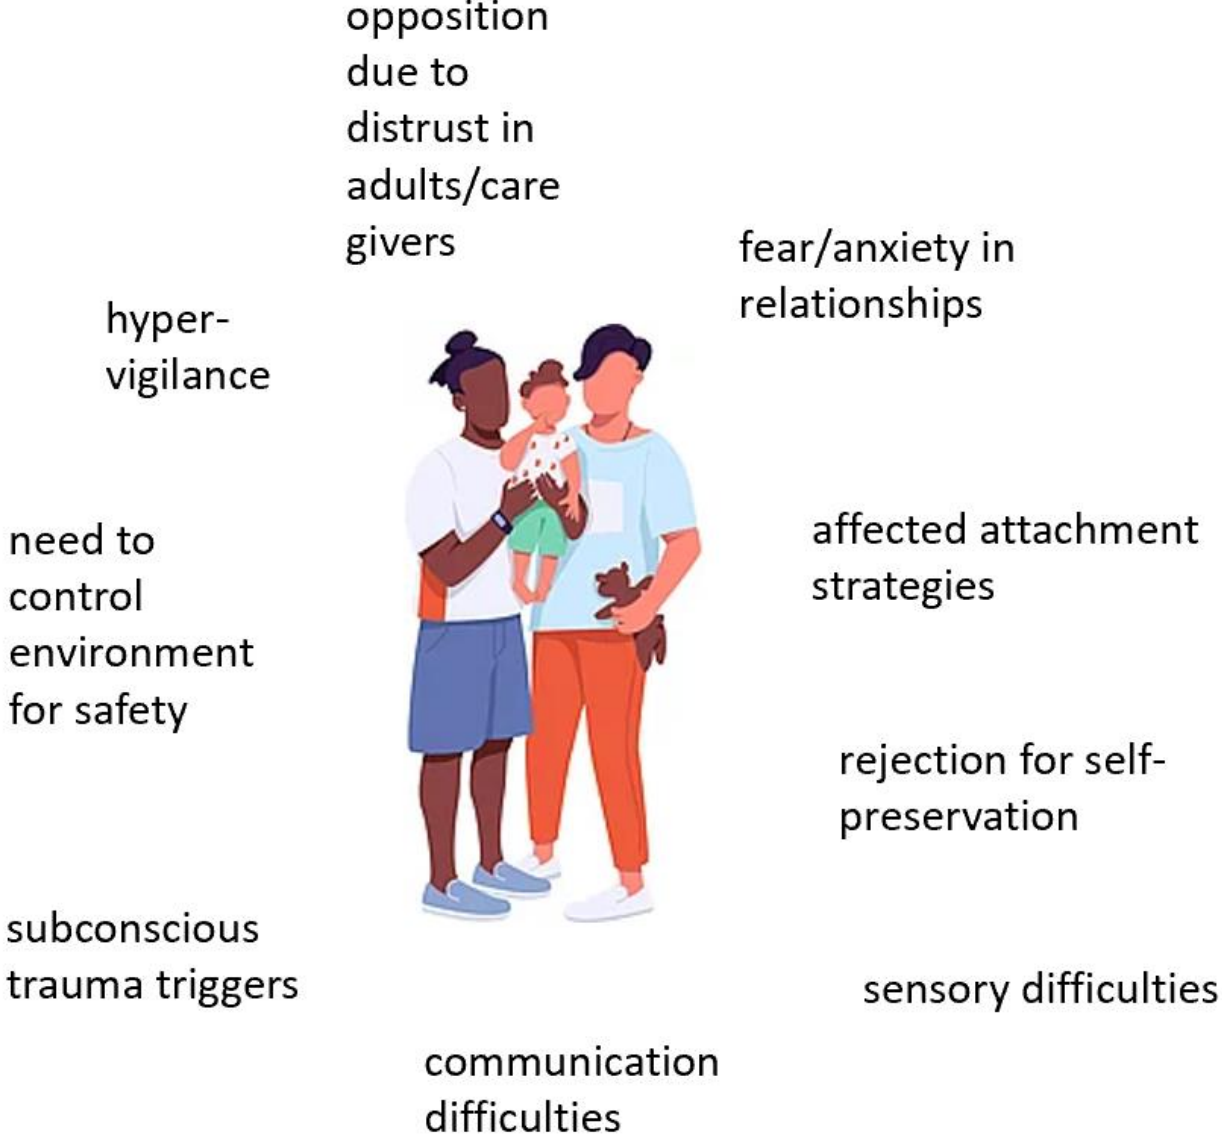 opposition
due to
distrust in
adults/care
givers
fear/anxiety in
relationships
hyper-
vigilance
affected attachment
strategies
need to
control
environment
for safety
rejection for self-
preservation
subconscious
trauma triggers
sensory difficulties
communication
difficulties